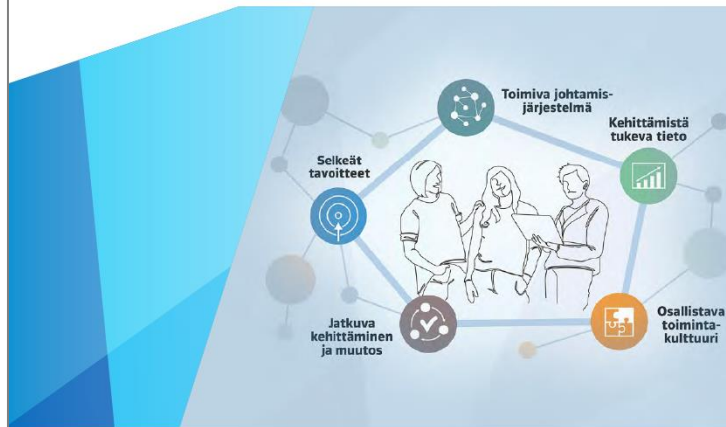 Toimiva johtamis-
järjestelmä
Kehittämistä
tukeva tieto
Selkeät
tavoitteet
Osallistava
toiminta-
kulttuuri
Jatkuva
kehittäminen
ja muutos